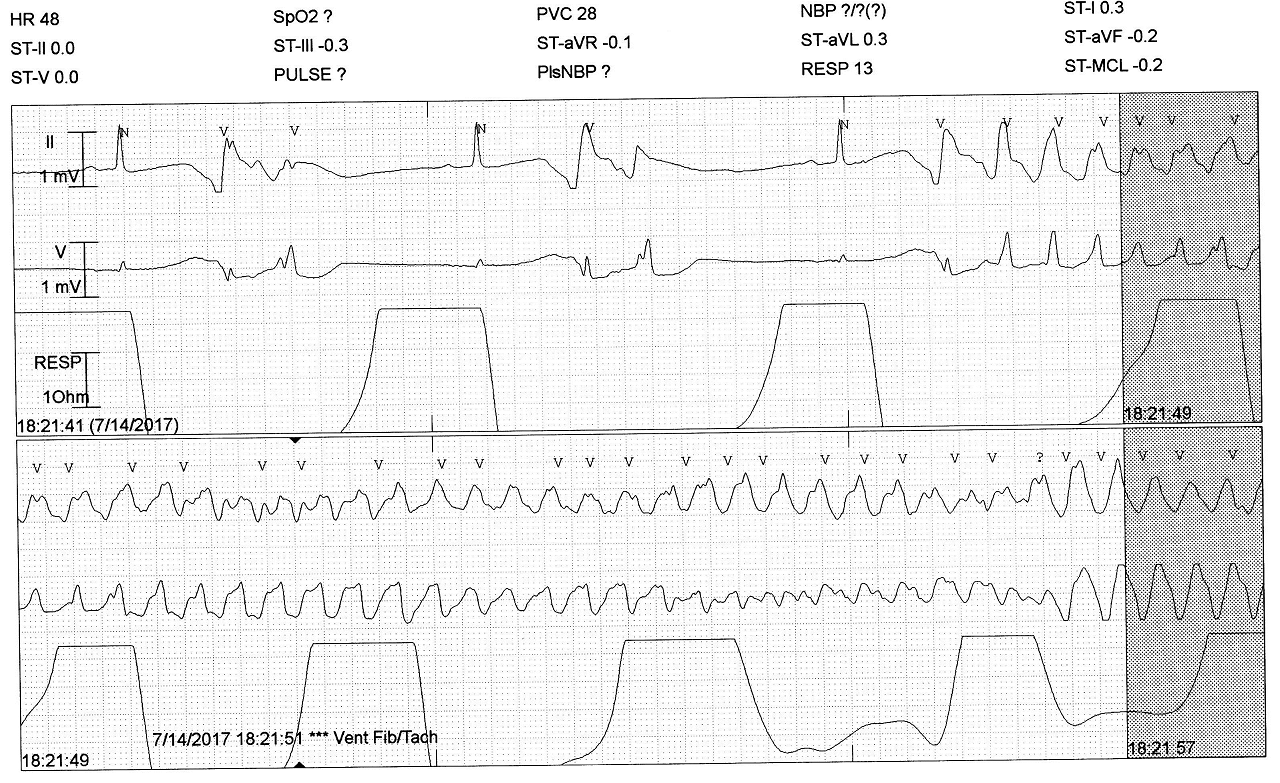 HR 48 SpO2 ? PVC 28 NBP ?/?(?) ST-I 0.3
ST-II 0.0 ST-III -0.3 ST-aVR -0.1 ST-aVL 0.3 ST-aVF -0.2
ST-V 0.0 PULSE ? PlsNBP ? RESP 13 ST-MCL -0.2
N V V N V N V V V V V V V
II
1 mV
V
1 mV
RESP
1Ohm
18:21:41 (7/14/2017) 18:21:49
V V V V V V V V V V V V V V V V V V V V ? V V V V V
7/14/2017 18:21:51 *** Vent Fib/Tach
18:21:49 18:21:57